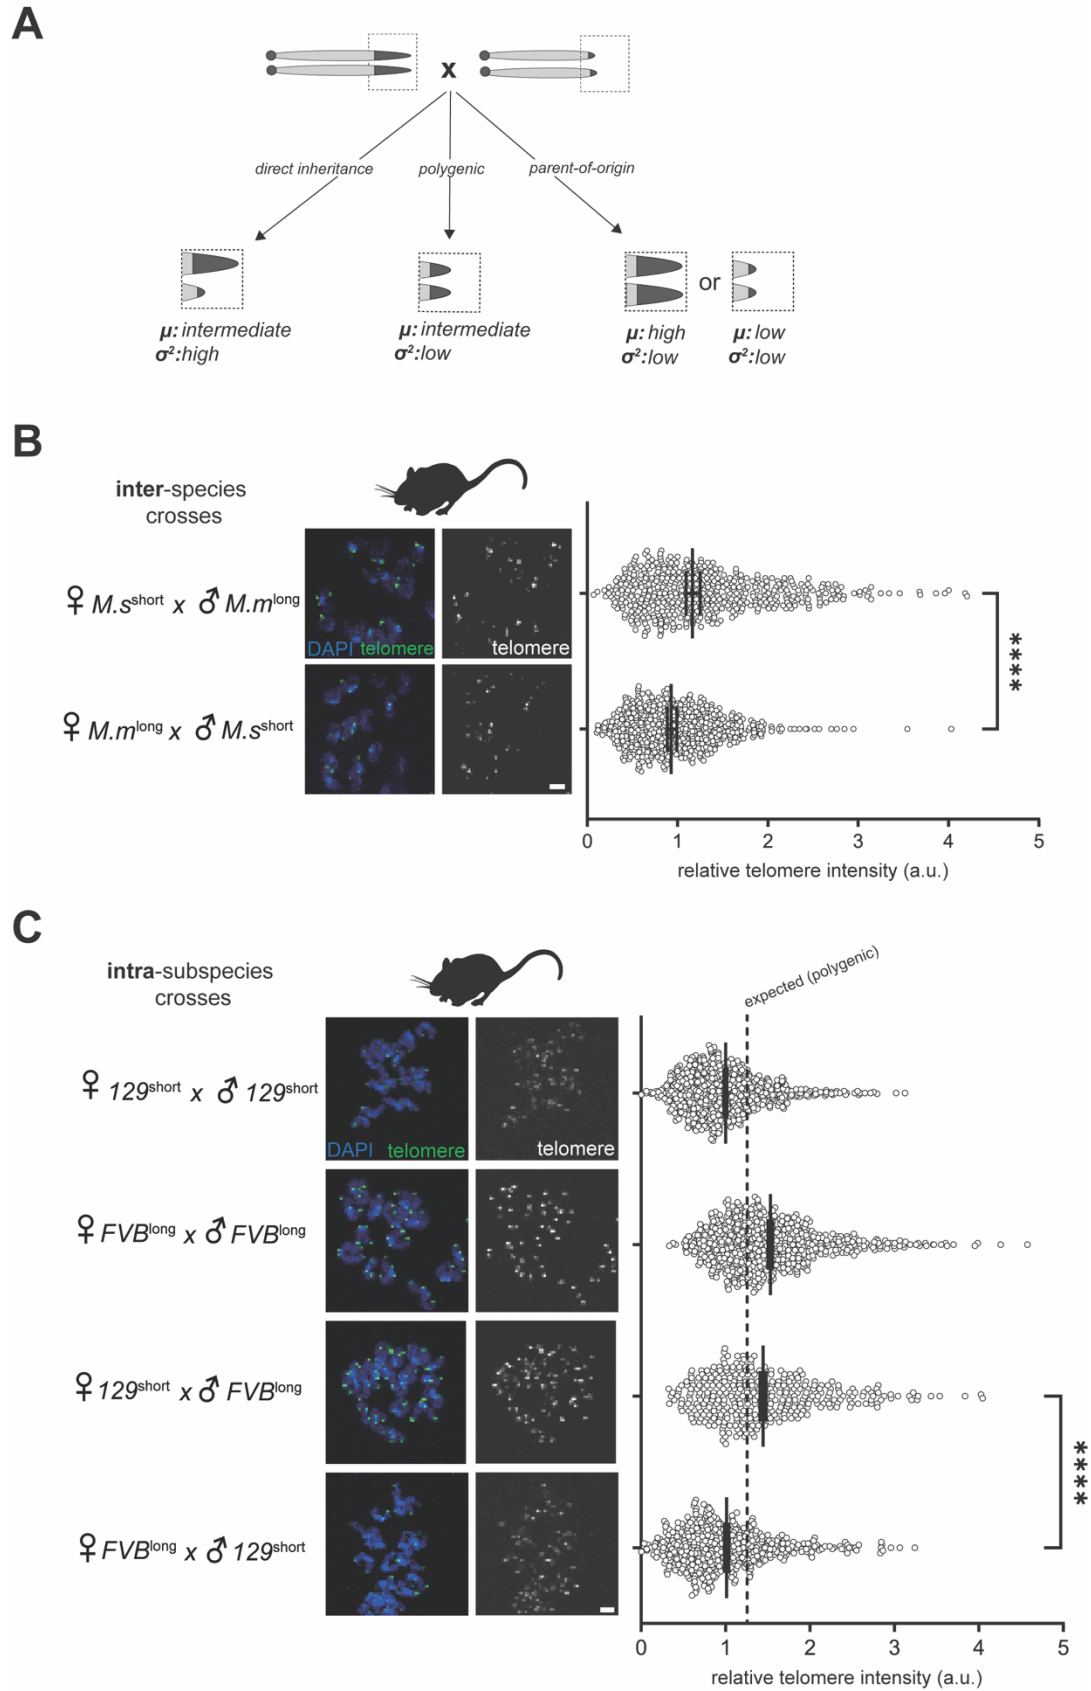 A
x
direct inheritance
polygenic
parent-of-origin
or
μ: intermediate
σ²:high
μ: intermediate
σ²:low
μ: high
σ²: low
μ: low
σ²: low
B
inter-species
crosses
♀ M.s^short x ♂ M.m^long
DAPI telomere
telomere
♀ M.m^long x ♂ M.s^short
****
0 1 2 3 4 5
relative telomere intensity (a.u.)
C
intra-subspecies
crosses
expected (polygenic)
♀ 129^short x ♂ 129^short
DAPI telomere
telomere
♀ FVB^long x ♂ FVB^long
♀ 129^short x ♂ FVB^long
♀ FVB^long x ♂ 129^short
****
0 1 2 3 4 5
relative telomere intensity (a.u.)